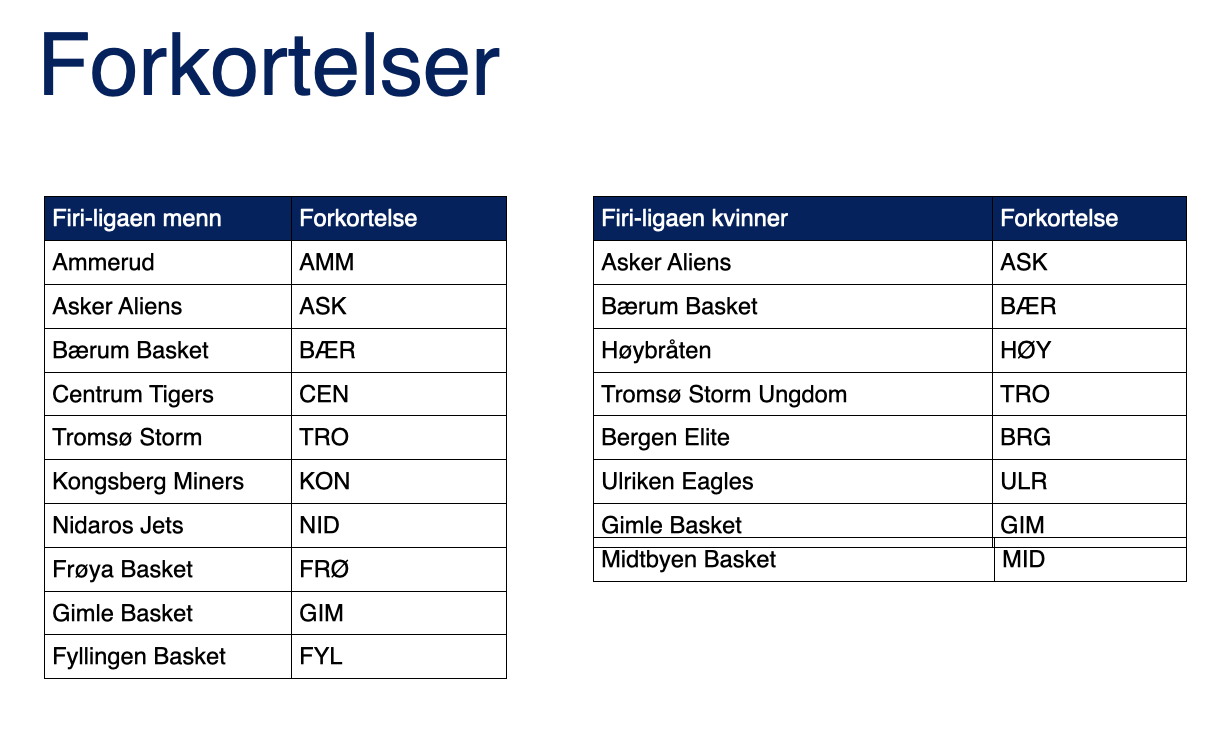 Forkortelser
Firi-ligaen menn Forkortelse
Ammerud AMM
Asker Aliens ASK
Bærum Basket BÆR
Centrum Tigers CEN
Tromsø Storm TRO
Kongsberg Miners KON
Nidaros Jets NID
Frøya Basket FRØ
Gimle Basket GIM
Fyllingen Basket FYL
Firi-ligaen kvinner Forkortelse
Asker Aliens ASK
Bærum Basket BÆR
Høybråten HØY
Tromsø Storm Ungdom TRO
Bergen Elite BRG
Ulriken Eagles ULR
Gimle Basket GIM
Midtbyen Basket MID